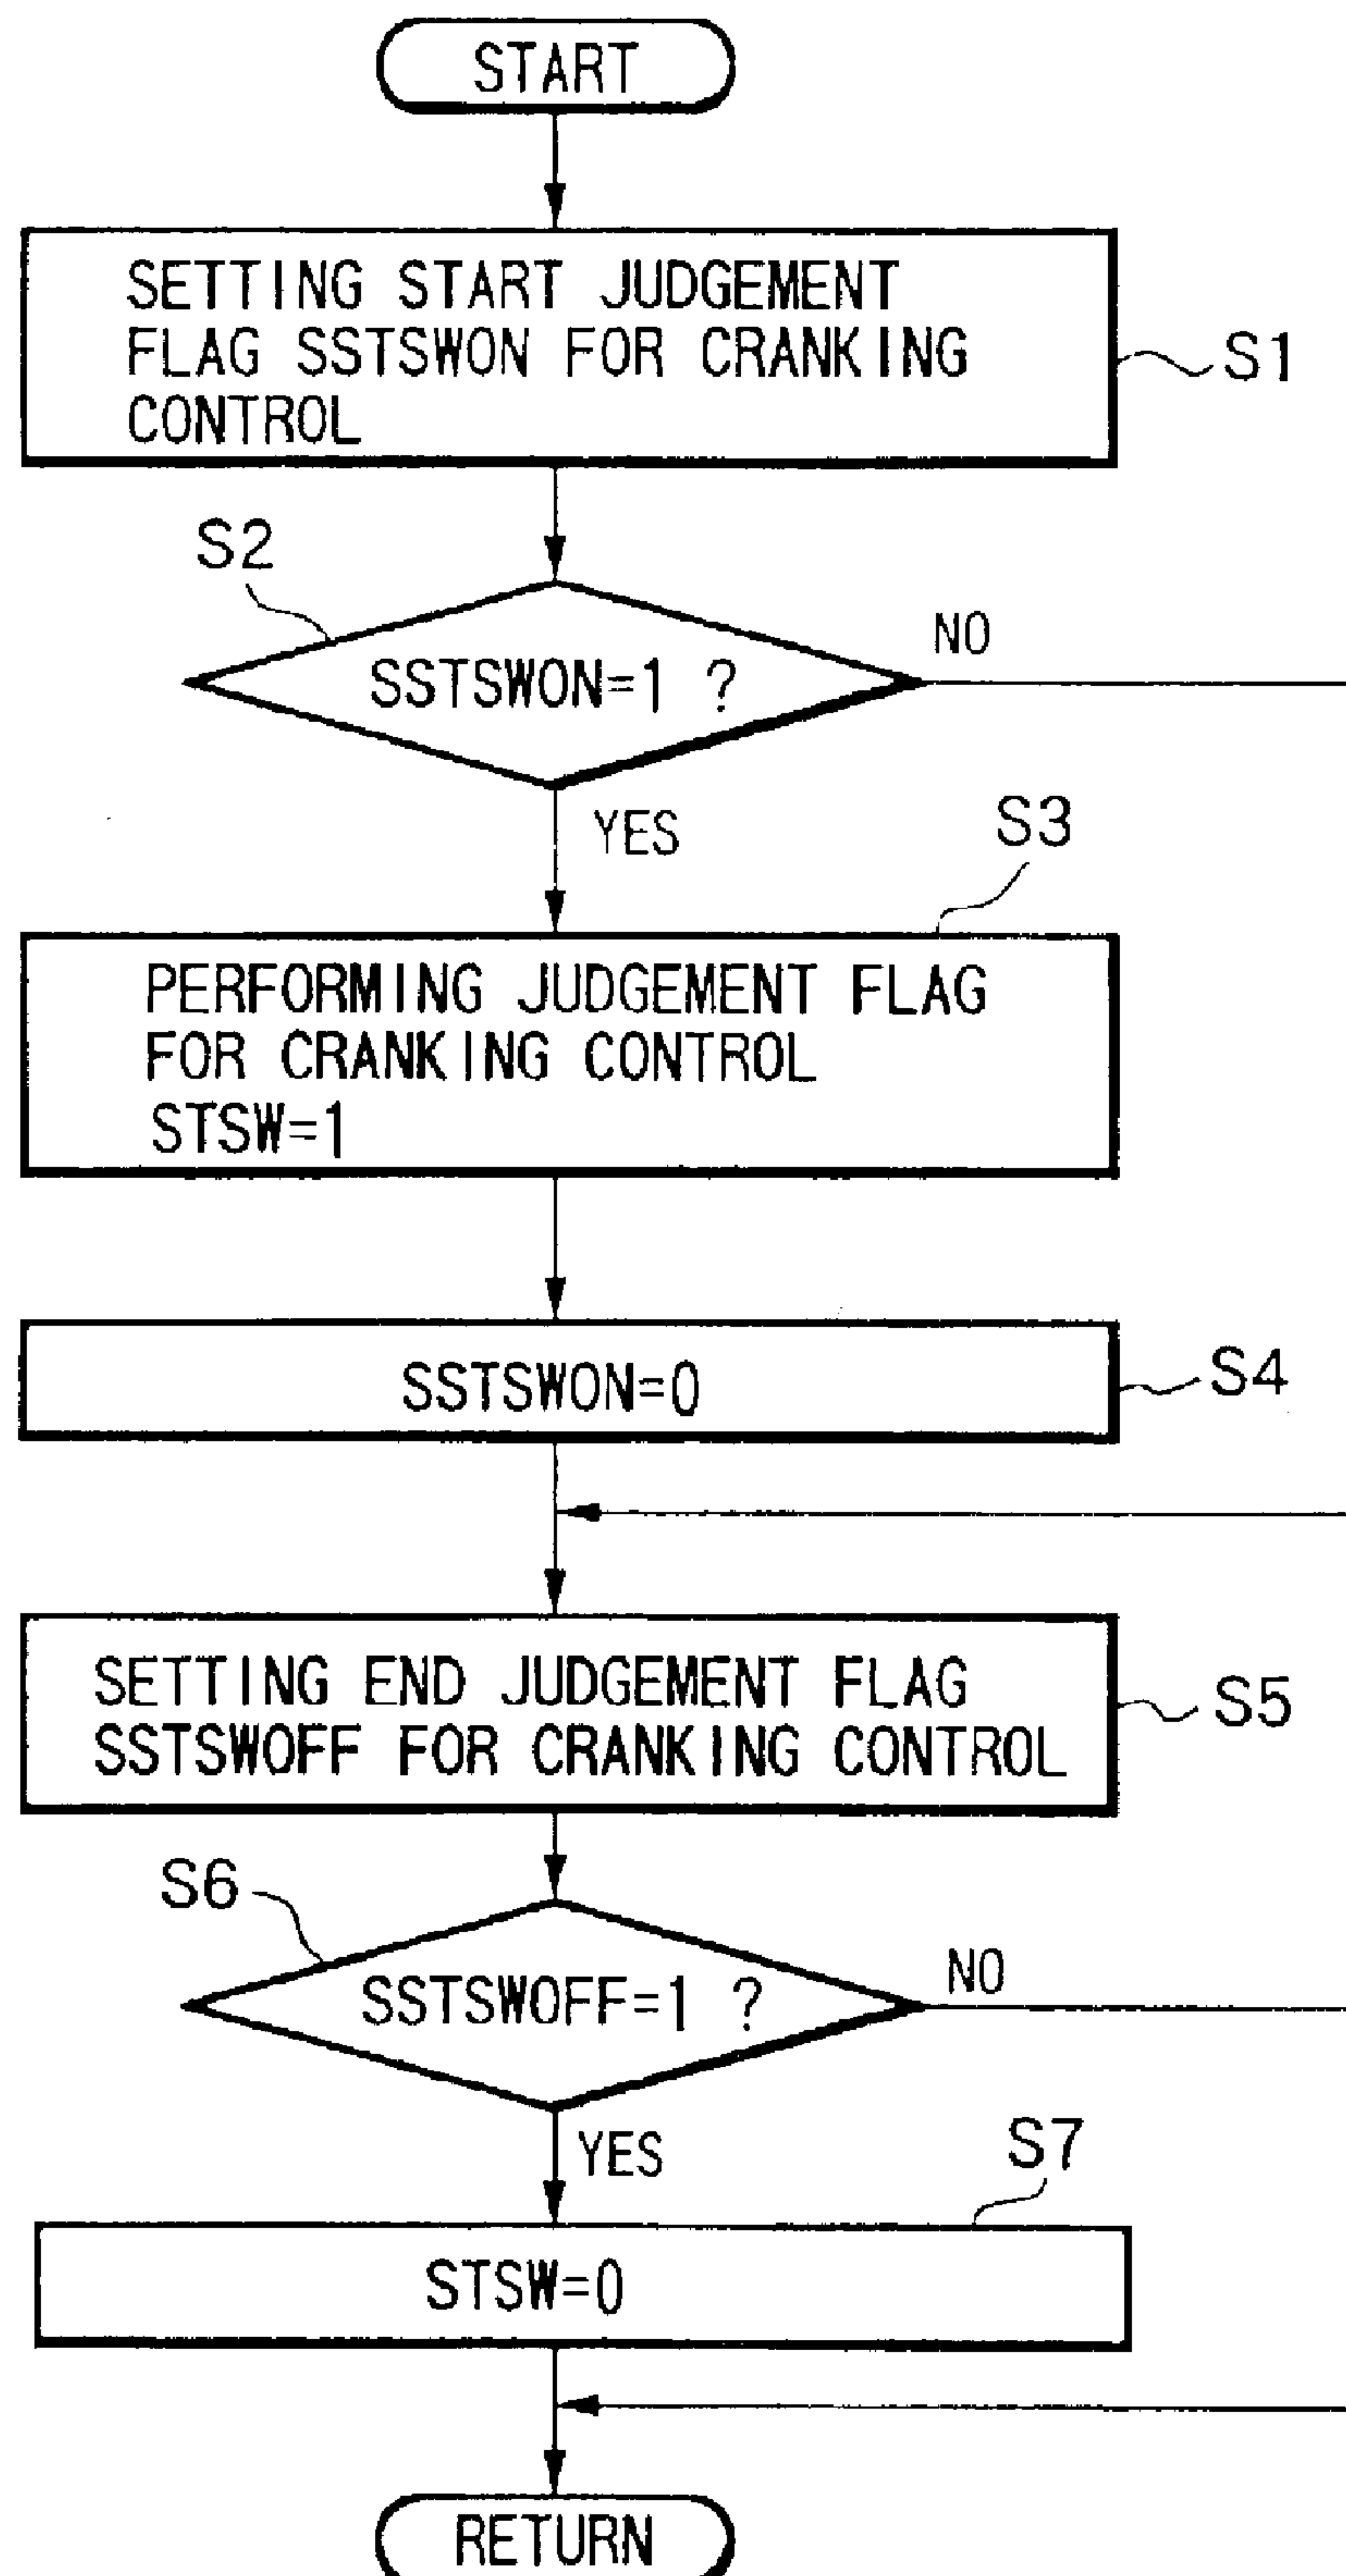 START
SETTING START JUDGEMENT
FLAG SSTSWON FOR CRANKING
CONTROL
S1
S2
SSTSWON=1 ?
NO
YES
S3
PERFORMING JUDGEMENT FLAG
FOR CRANKING CONTROL
STSW=1
SSTSWON=0
S4
SETTING END JUDGEMENT FLAG
SSTSWOFF FOR CRANKING CONTROL
S5
S6
SSTSWOFF=1 ?
NO
YES
S7
STSW=0
RETURN